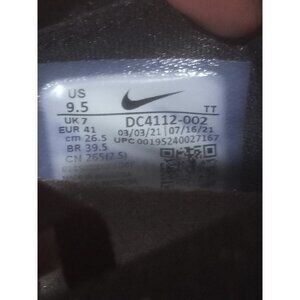 US
9.5
TT
UK 7
EUR 41
cm 26.5
BR 39.5
CN 265(2.5)
DC4112-002
03/03/21 07/16/21
UPC 00195240027167